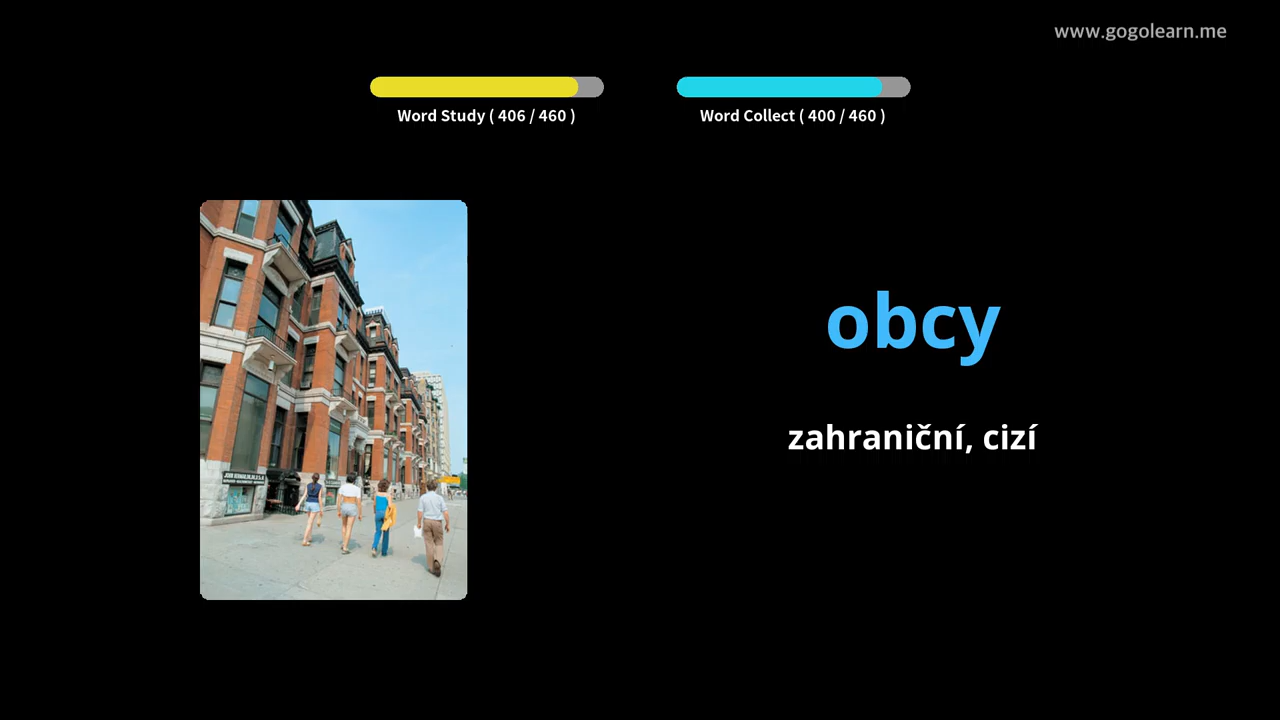 www.gogolearn.me
Word Study ( 406 / 460 )
Word Collect ( 400 / 460 )
obcy
zahraniční, cizí